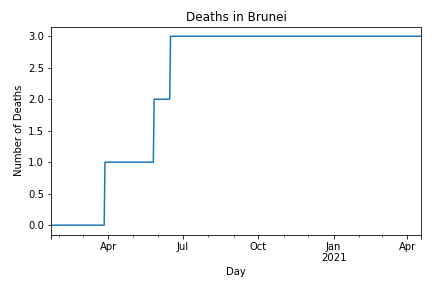 Deaths in Brunei
3.0
2.5
2.0
1.5
1.0
0.5
0.0
Number of Deaths
Apr
Jul
Oct
Jan
2021
Apr
Day